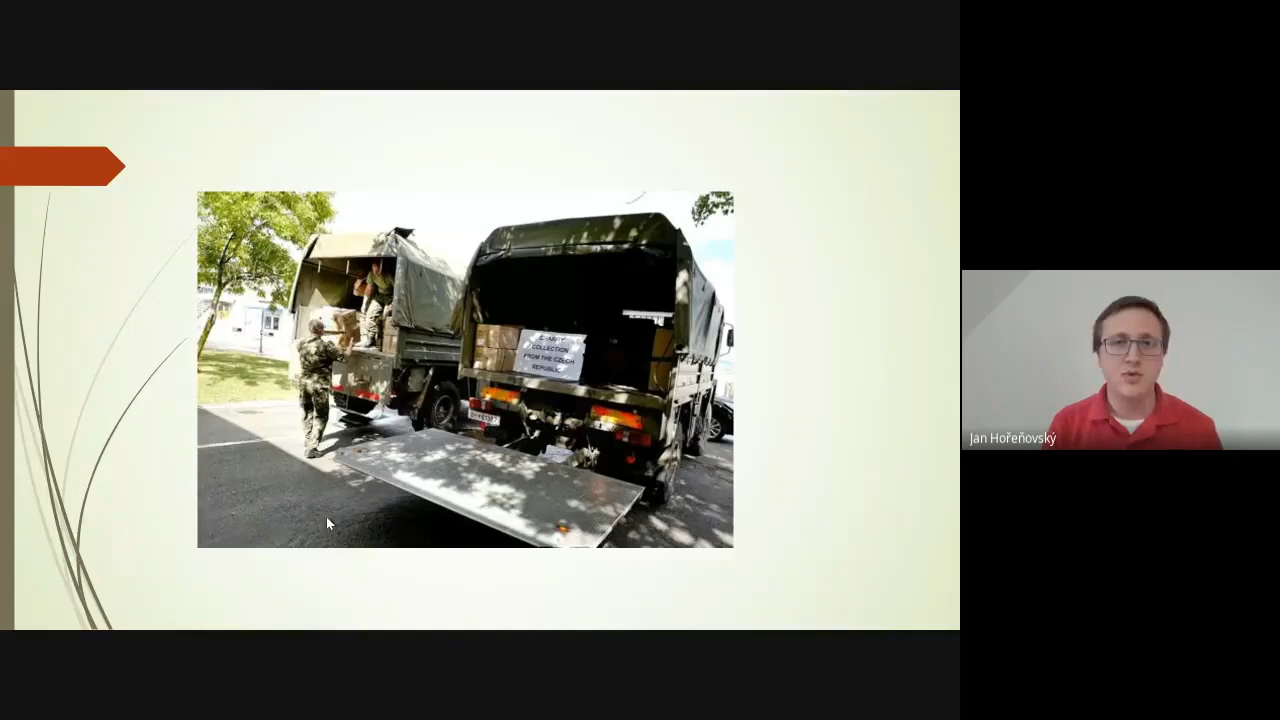 CHARITY
COLLECTION
FROM THE CZECH
REPUBLIC
Jan Hořeňovský